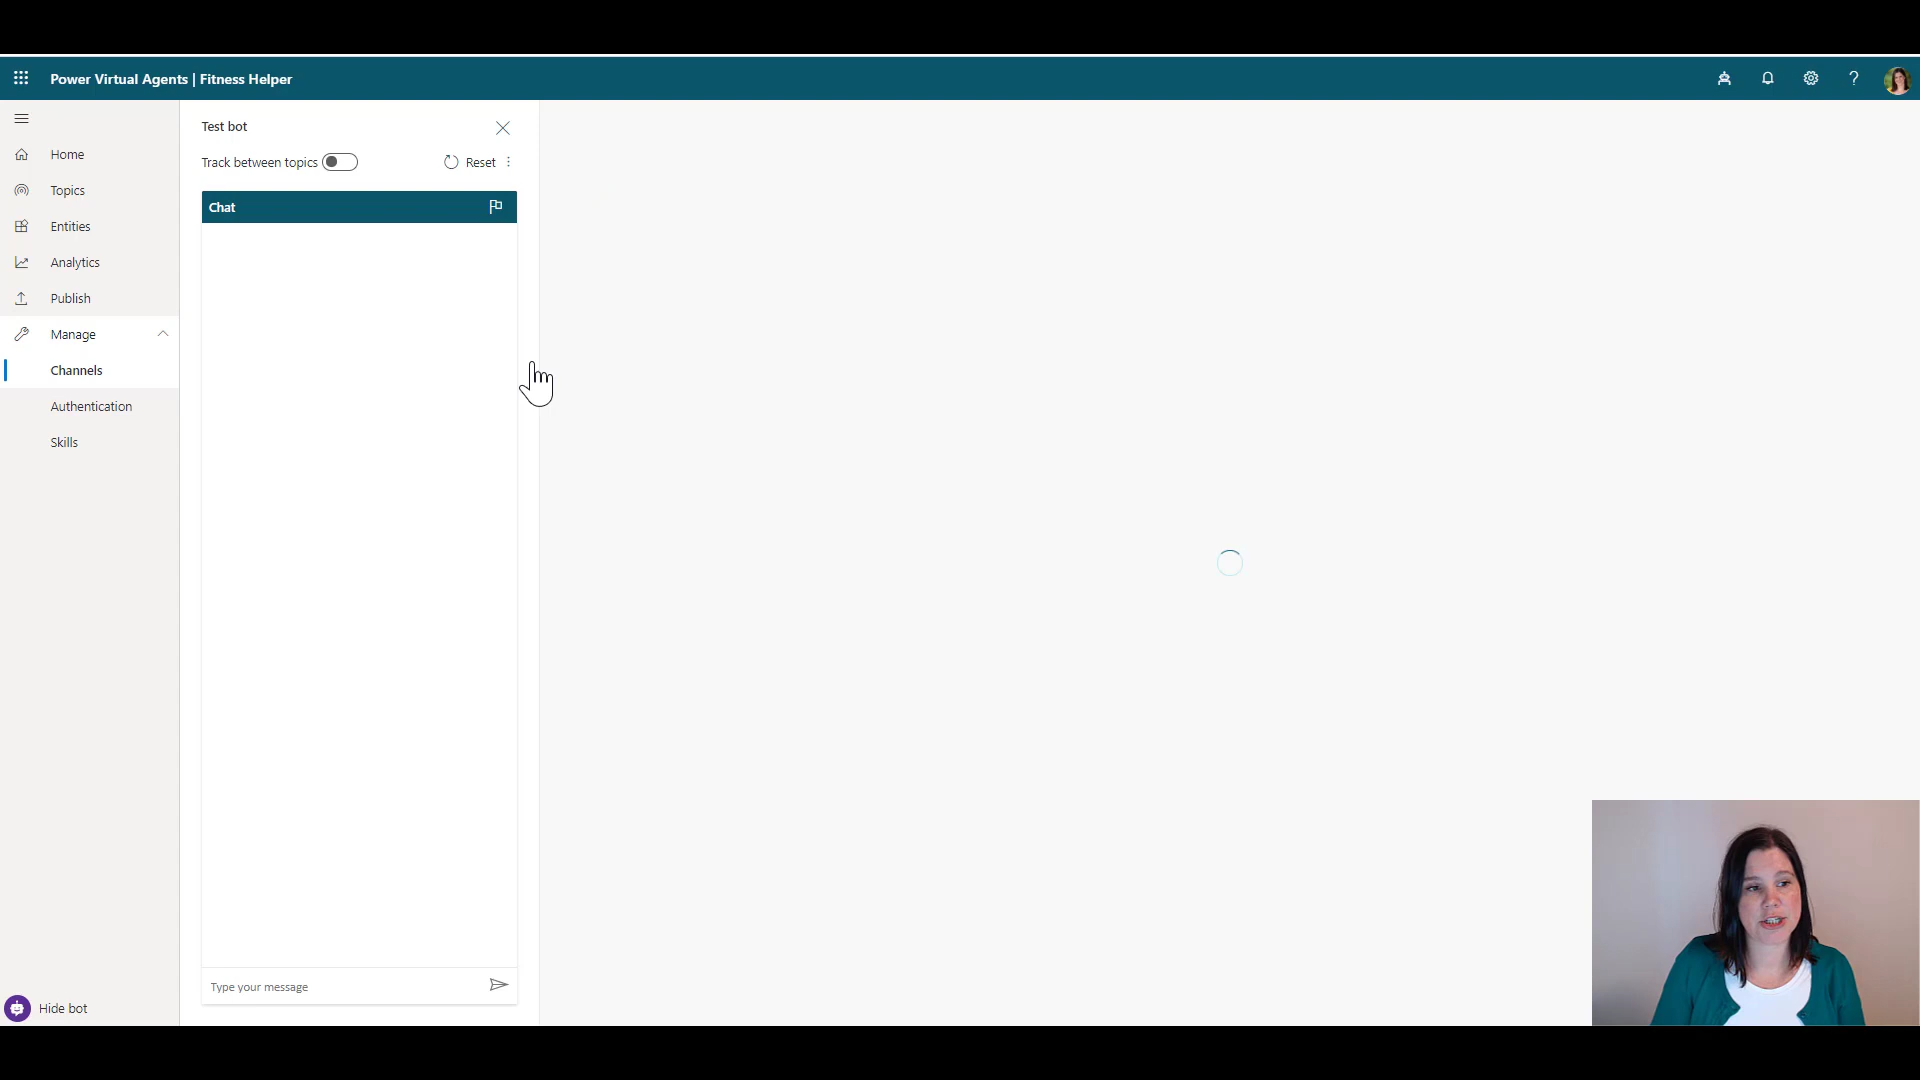 Power Virtual Agents | Fitness Helper
?
Home
Topics
Entities
Analytics
Publish
Manage
Channels
Authentication
Skills
Hide bot
Test bot
Track between topics
Reset
Chat
Type your message